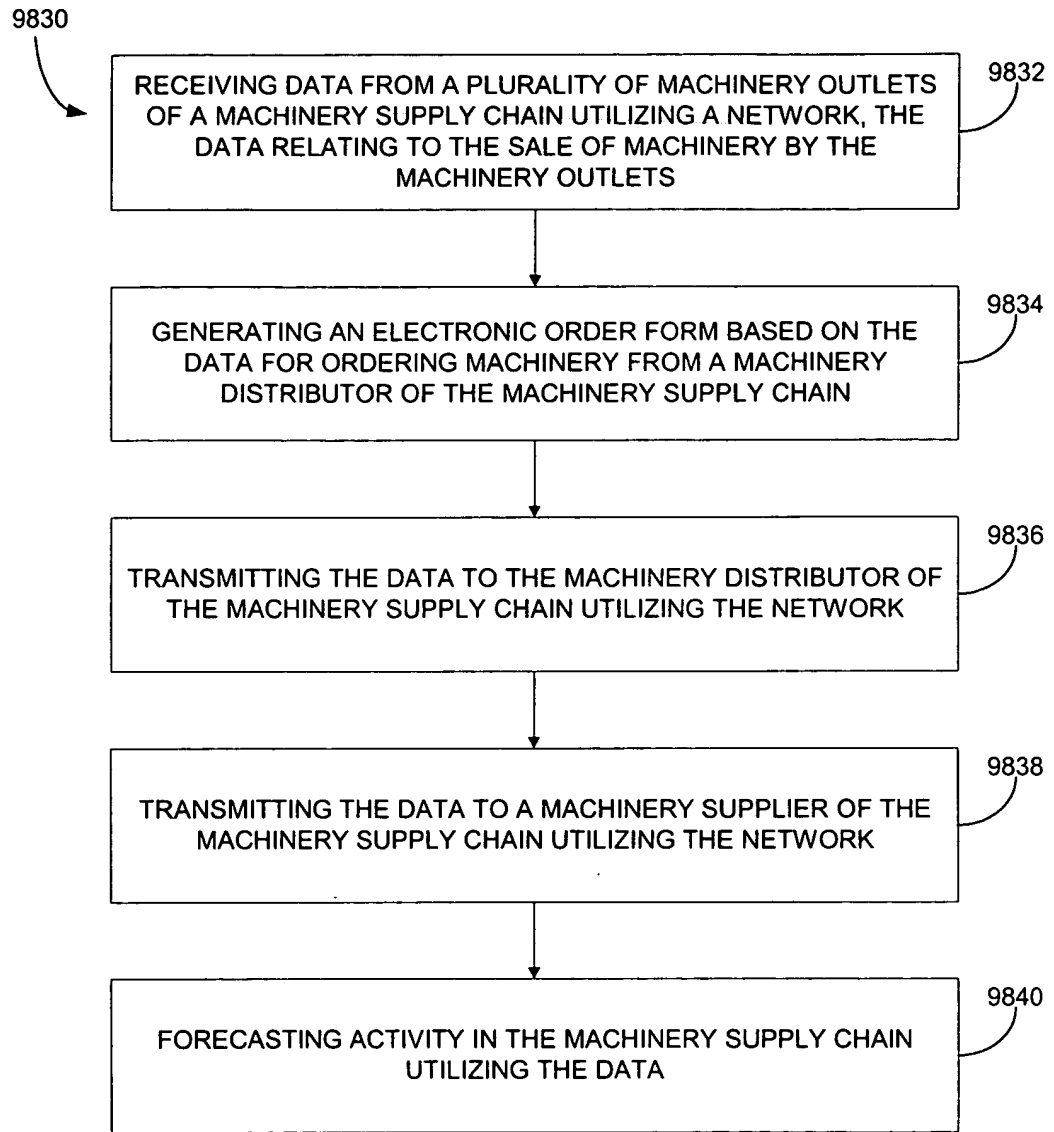 9830
RECEIVING DATA FROM A PLURALITY OF MACHINERY OUTLETS
OF A MACHINERY SUPPLY CHAIN UTILIZING A NETWORK, THE
DATA RELATING TO THE SALE OF MACHINERY BY THE
MACHINERY OUTLETS
9832
GENERATING AN ELECTRONIC ORDER FORM BASED ON THE
DATA FOR ORDERING MACHINERY FROM A MACHINERY
DISTRIBUTOR OF THE MACHINERY SUPPLY CHAIN
9834
TRANSMITTING THE DATA TO THE MACHINERY DISTRIBUTOR OF
THE MACHINERY SUPPLY CHAIN UTILIZING THE NETWORK
9836
TRANSMITTING THE DATA TO A MACHINERY SUPPLIER OF THE
MACHINERY SUPPLY CHAIN UTILIZING THE NETWORK
9838
FORECASTING ACTIVITY IN THE MACHINERY SUPPLY CHAIN
UTILIZING THE DATA
9840